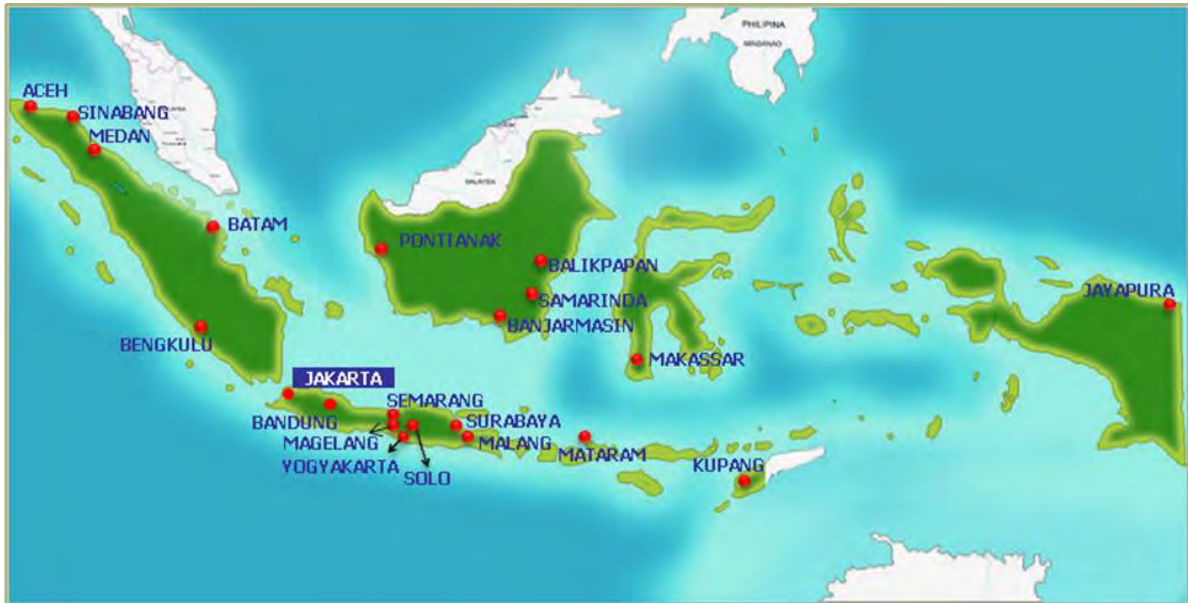 PHILIPINA
MINDANAO
ACEH
SINABANG
MEDAN
MALAYSIA
BATAM
PONTIANAK
BALIKPAPAN
SAMARINDA
BANJARMASIN
JAYAPURA
BENGKULU
MAKASSAR
JAKARTA
SEMARANG
BANDUNG
SURABAYA
MAGELANG
MALANG
YOGYAKARTA
MATARAM
SOLO
KUPANG